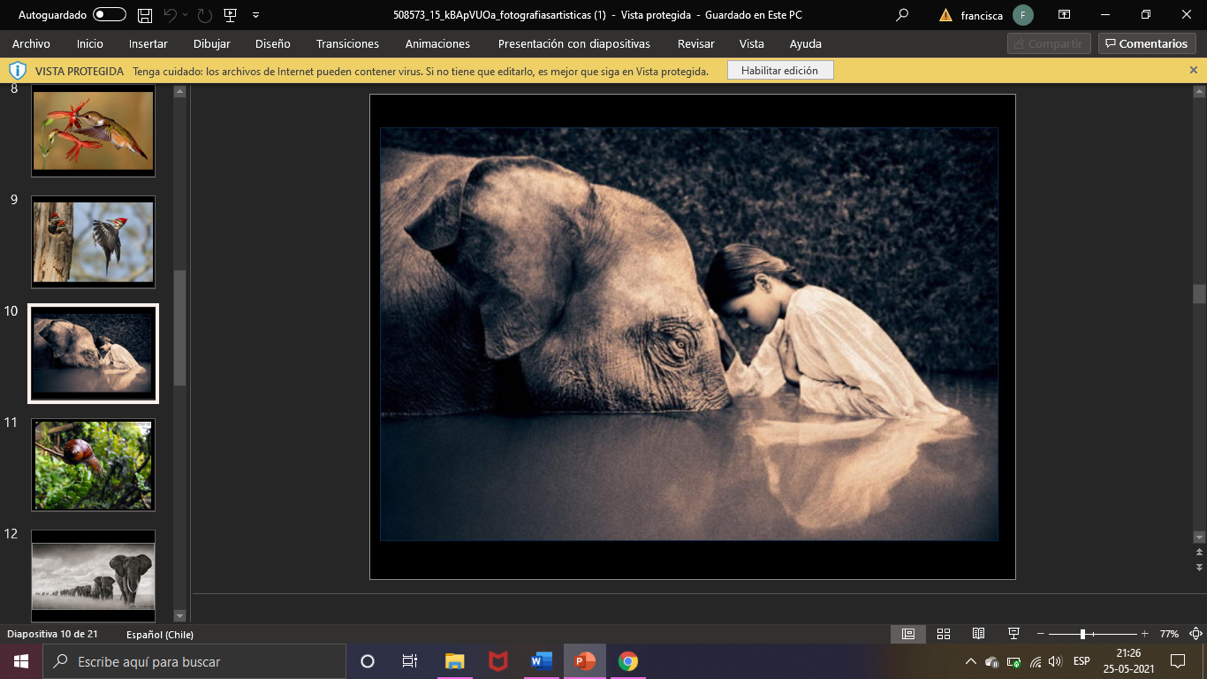 Autoguardado
508573_15_kBApVUOa_fotografiasartisticas (1) - Vista protegida - Guardado en Este PC
francisca
F
Archivo Inicio Insertar Dibujar Diseño Transiciones Animaciones Presentación con diapositivas Revisar Vista Ayuda
Compartir
Comentarios
VISTA PROTEGIDA Tenga cuidado: los archivos de Internet pueden contener virus. Si no tiene que editarlo, es mejor que siga en Vista protegida.
Habilitar edición
8
9
10
11
12
Diapositiva 10 de 21
Español (Chile)
77%
Escribe aquí para buscar
ESP
21:26
25-05-2021